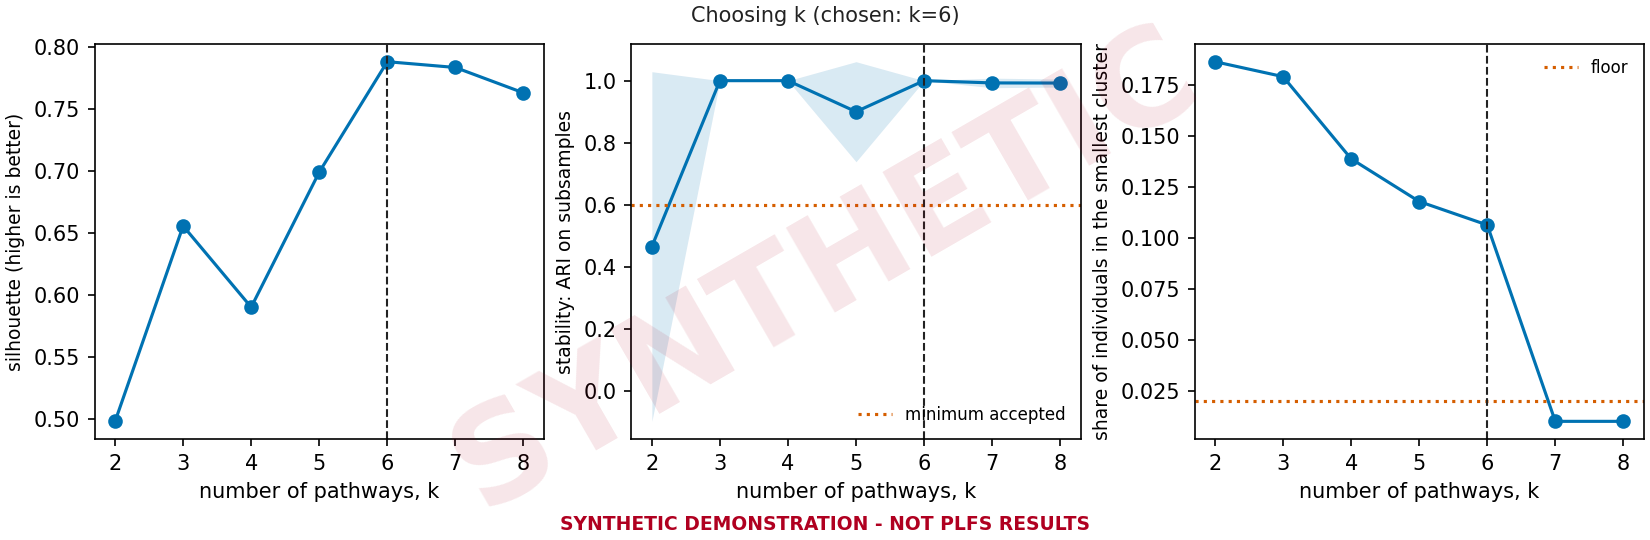 Choosing k (chosen: k=6)
silhouette (higher is better)
0.80
0.75
0.70
0.65
0.60
0.55
0.50
2 3 4 5 6 7 8
number of pathways, k
stability: ARI on subsamples
1.0
0.8
0.6
0.4
0.2
0.0
minimum accepted
2 3 4 5 6 7 8
number of pathways, k
share of individuals in the smallest cluster
0.175
0.150
0.125
0.100
0.075
0.050
0.025
floor
2 3 4 5 6 7 8
number of pathways, k
SYNTHETIC
SYNTHETIC DEMONSTRATION - NOT PLFS RESULTS